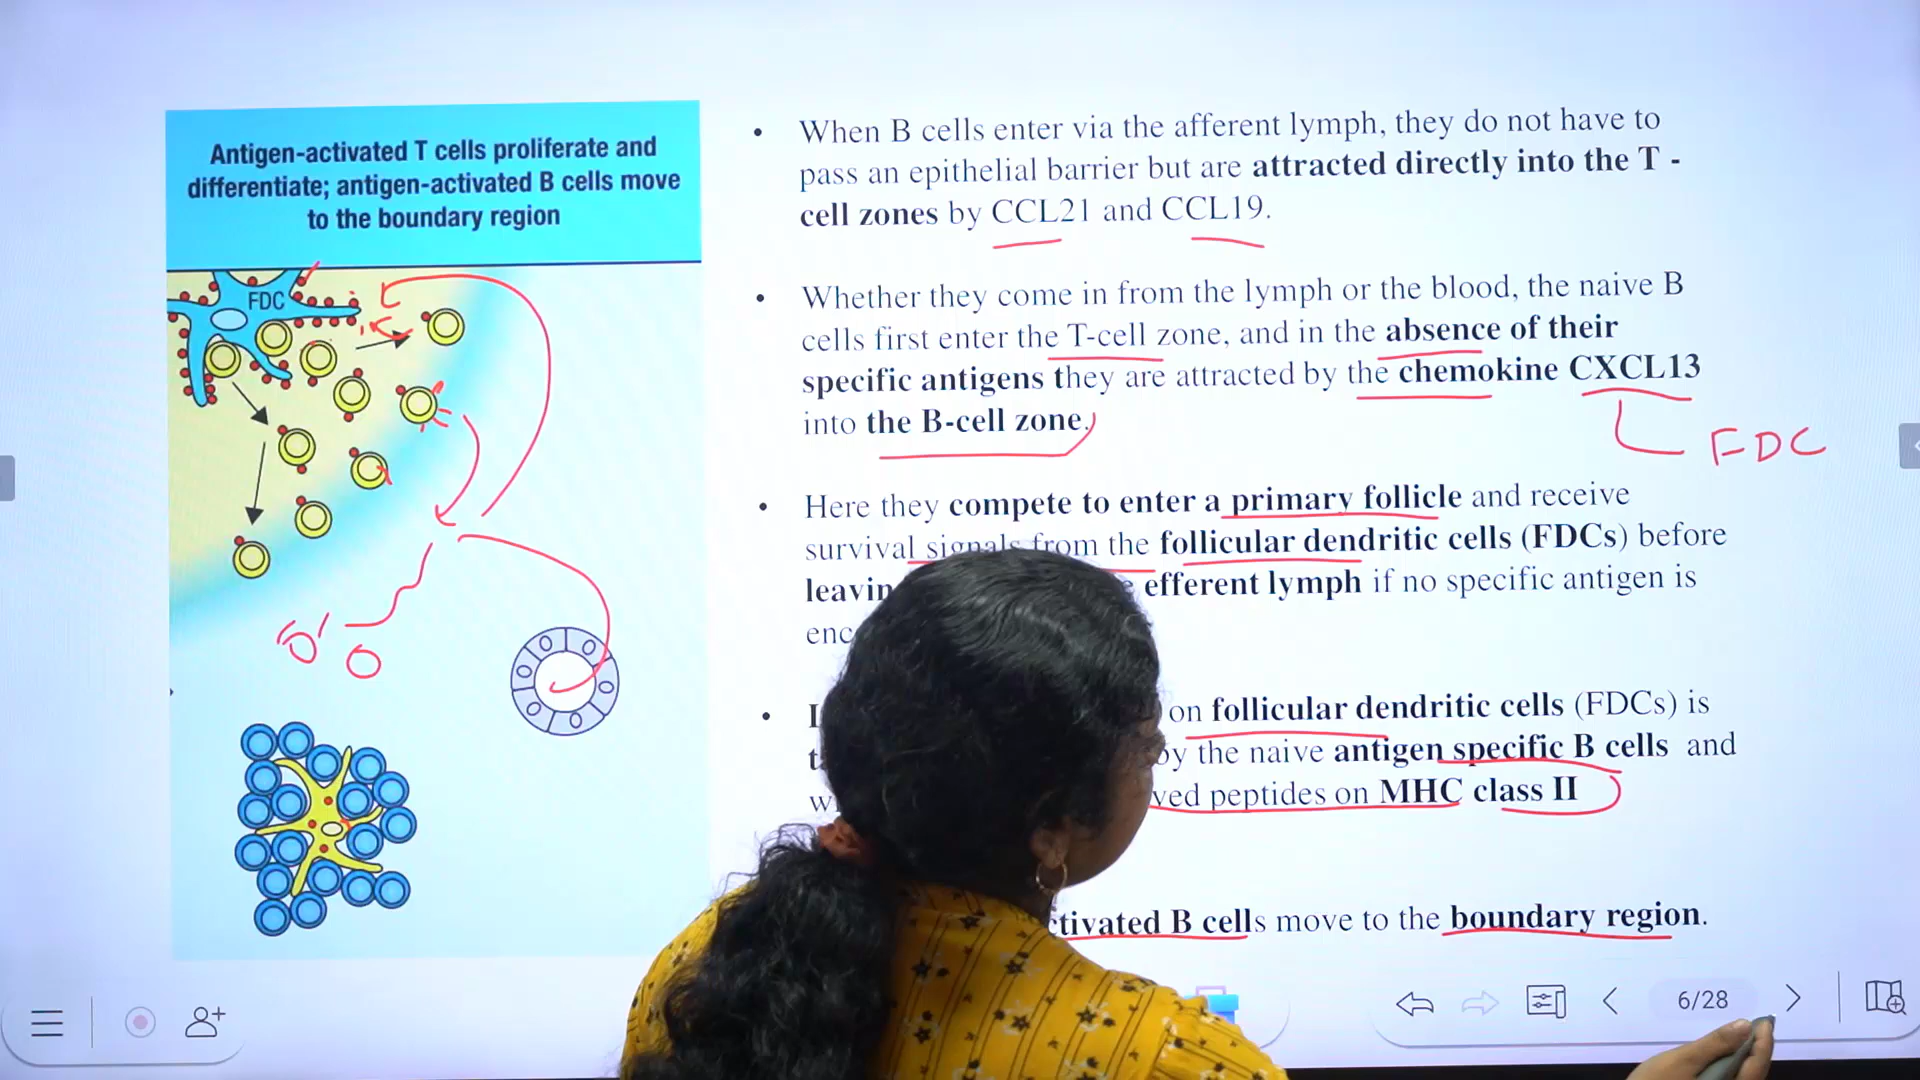 Antigen-activated T cells proliferate and
differentiate; antigen-activated B cells move
to the boundary region
FDC
• When B cells enter via the afferent lymph, they do not have to
pass an epithelial barrier but are attracted directly into the T -
cell zones by CCL21 and CCL19.
• Whether they come in from the lymph or the blood, the naive B
cells first enter the T-cell zone, and in the absence of their
specific antigens they are attracted by the chemokine CXCL13
into the B-cell zone.
FDC
• Here they compete to enter a primary follicle and receive
survival signals from the follicular dendritic cells (FDCs) before
efferent lymph if no specific antigen is
• on follicular dendritic cells (FDCs) is
by the naive antigen specific B cells and
peptides on MHC class II
B cells move to the boundary region.
6/28